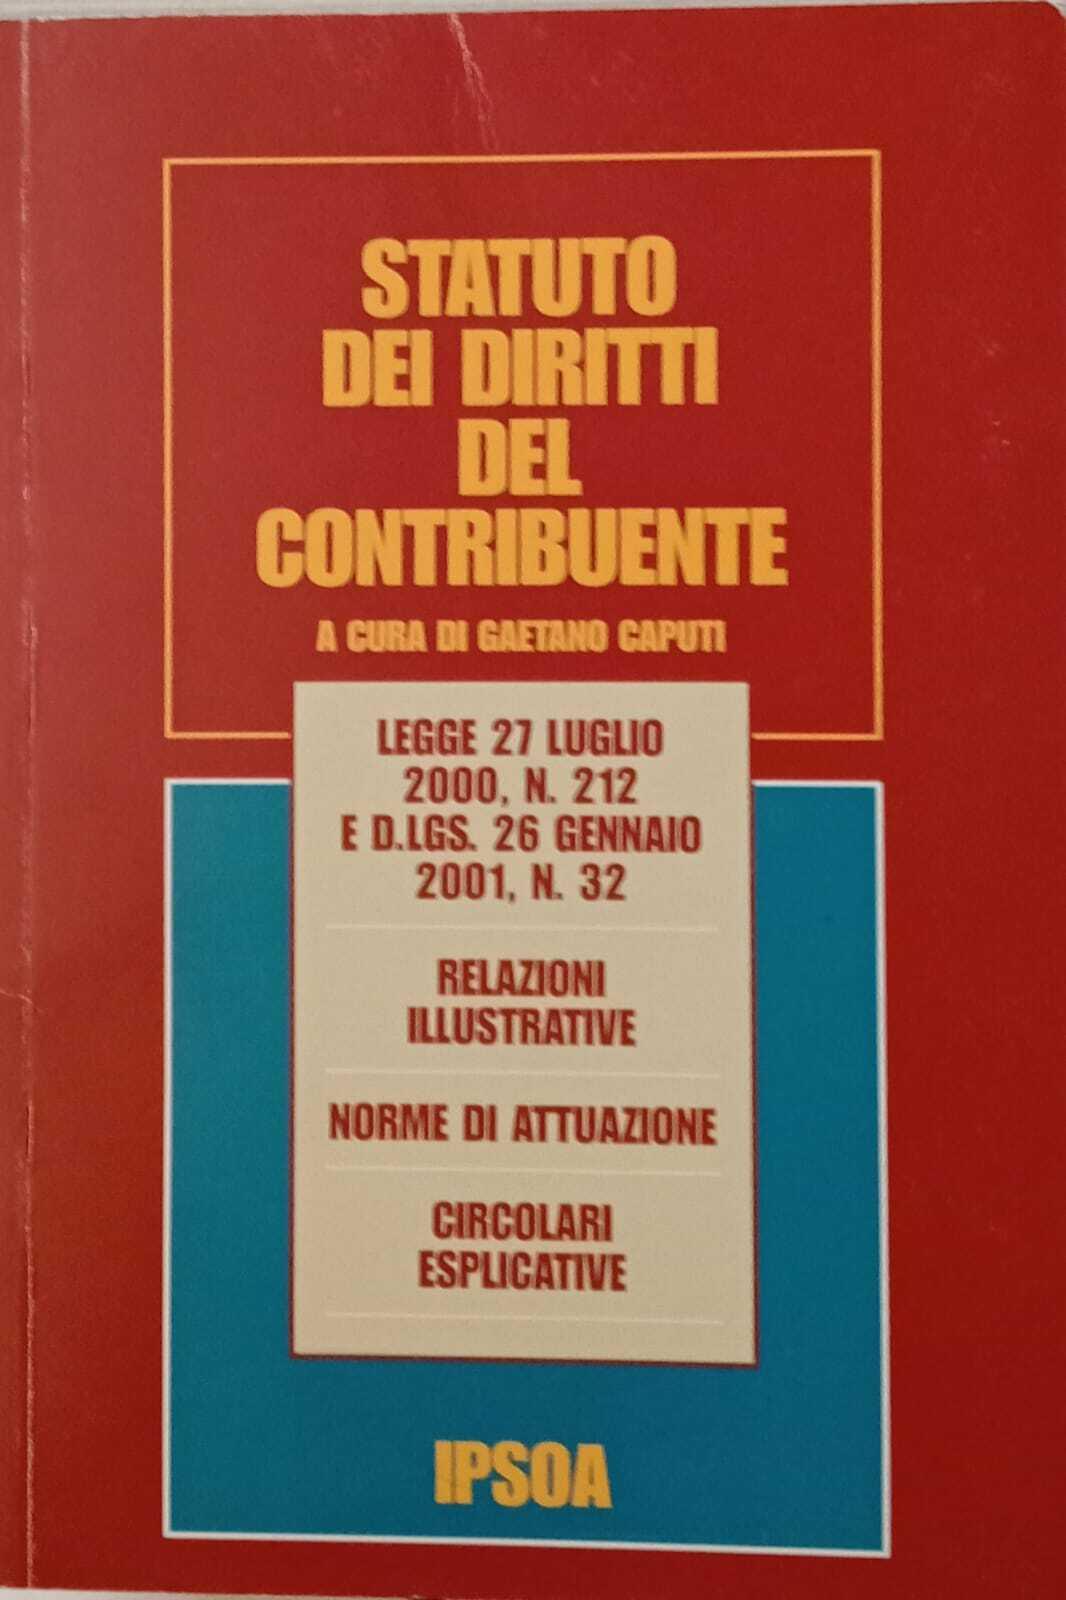 STATUTO
DEI DIRITTI
DEL
CONTRIBUENTE
A CURA DI GAETANO CAPUTI
LEGGE 27 LUGLIO
2000, N. 212
E D.LGS. 26 GENNAIO
2001, N. 32
RELAZIONI
ILLUSTRATIVE
NORME DI ATTUAZIONE
CIRCOLARI
ESPLICATIVE
IPSOA